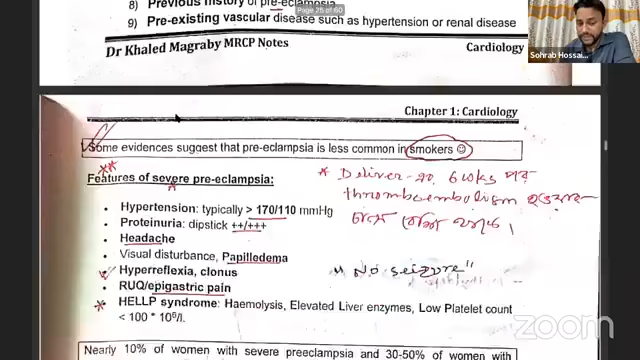 8) Previous history of pre-eclampsia
Page 25 of 60
9) Pre-existing vascular disease such as hypertension or renal disease
Dr Khaled Magraby MRCP Notes
Cardiology
Sohrab Hossai...
Chapter 1: Cardiology
Some evidences suggest that pre-eclampsia is less common in smokers ☺
Features of severe pre-eclampsia:
• Hypertension: typically > 170/110 mmHg
• Proteinuria: dipstick ++/+++
• Headache
• Visual disturbance, Papilledema
• Hyperreflexia, clonus
• RUQ/epigastric pain
• HELLP syndrome: Haemolysis, Elevated Liver enzymes, Low Platelet count
< 100 * 10⁶/l.
* Deliver-এর 6 wks পর
thromboembolism হওয়ার
চান্স বেশি থাকে।
"No seizure"
Nearly 10% of women with severe preeclampsia and 30-50% of women with
zoom